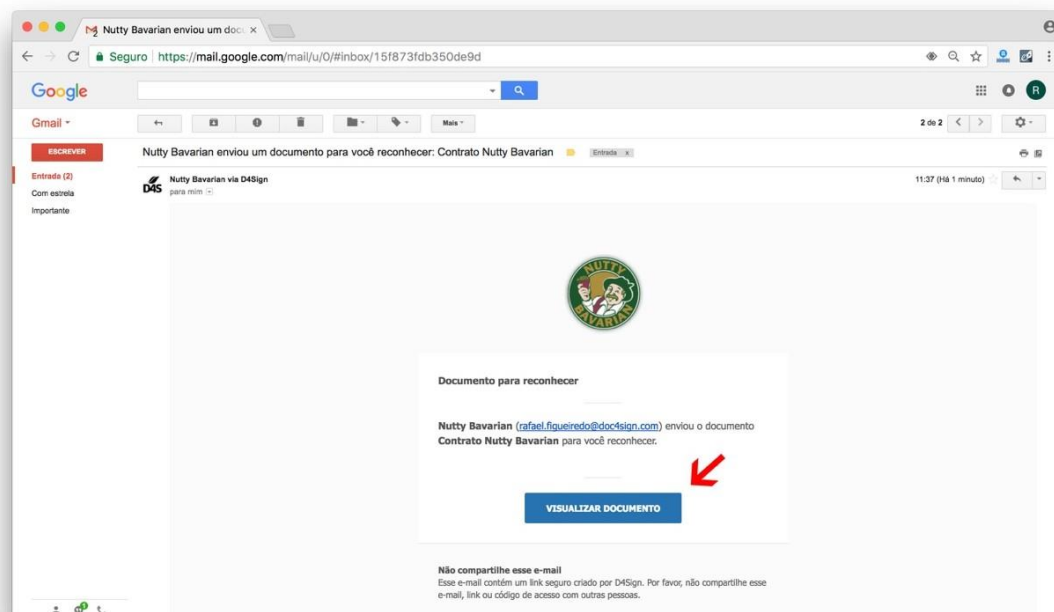 Nutty Bavarian enviou um doc
Seguro https://mail.google.com/mail/u/0/#inbox/15f873fdb350de9d
Google
R
Gmail
Mais
2 de 2
ESCREVER
Nutty Bavarian enviou um documento para você reconhecer: Contrato Nutty Bavarian
Entrada x
Entrada (2)
Com estrela
Importante
D4S
Nutty Bavarian via D4Sign
11:37 (Há 1 minuto)
para mim
NUTTY
BAVARIAN
Documento para reconhecer
Nutty Bavarian (rafael.figueiredo@doc4sign.com) enviou o documento
Contrato Nutty Bavarian para você reconhecer.
VISUALIZAR DOCUMENTO
Não compartilhe esse e-mail
Esse e-mail contém um link seguro criado por D4Sign. Por favor, não compartilhe esse
e-mail, link ou código de acesso com outras pessoas.